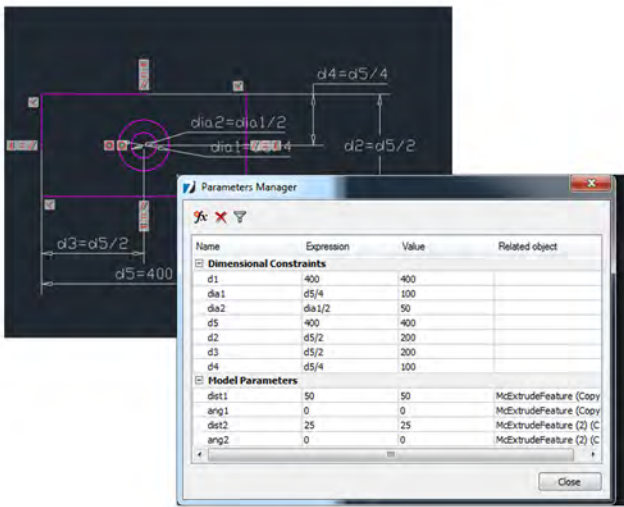 d4=d5/4
dia2=dia1/2
d2=d5/2
d3=d5/2
d5=400
Parameters Manager
fx
Name Expression Value Related object
Dimensional Constraints
d1 400 400
dia1 d5/4 100
dia2 dia1/2 50
d5 400 400
d2 d5/2 200
d3 d5/2 200
d4 d5/4 100
Model Parameters
dist1 50 50 McExtrudeFeature (Copy
ang1 0 0 McExtrudeFeature (Copy
dist2 25 25 McExtrudeFeature (2) (C
ang2 0 0 McExtrudeFeature (2) (C
Close